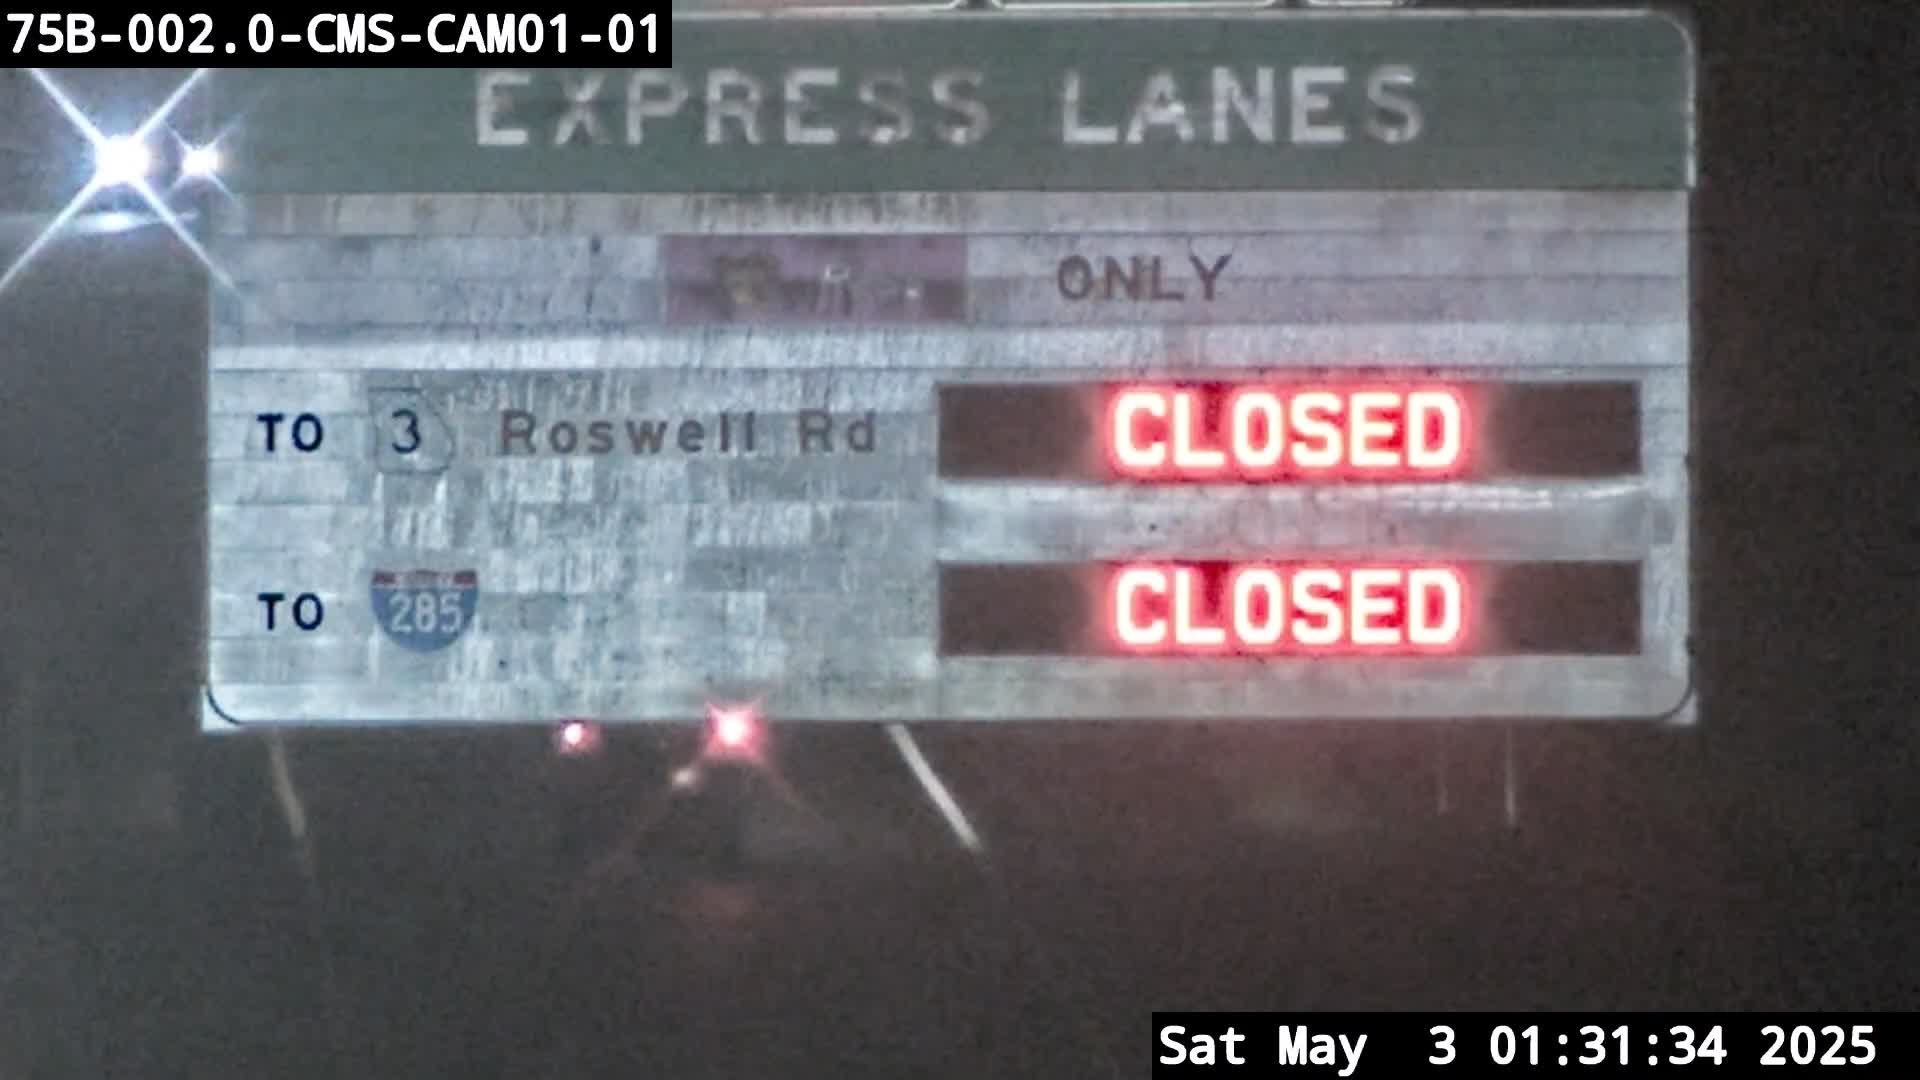 75B-002.0-CMS-CAM01-01
EXPRESS LANES
ONLY
TO 3 Roswell Rd CLOSED
TO 285 CLOSED
Sat May 3 01:31:34 2025